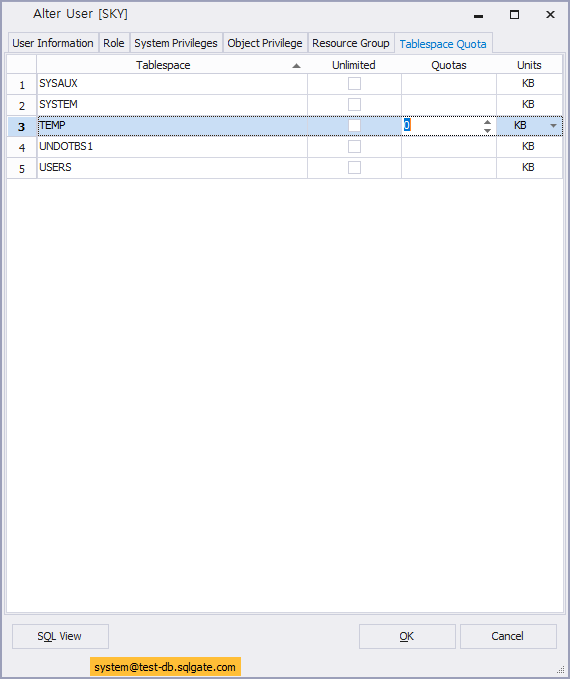 Alter User [SKY]
User Information Role System Privileges Object Privilege Resource Group Tablespace Quota
Tablespace Unlimited Quotas Units
1 SYSAUX KB
2 SYSTEM KB
3 TEMP 0 KB
4 UNDOTBS1 KB
5 USERS KB
SQL View OK Cancel
system@test-db.sqlgate.com